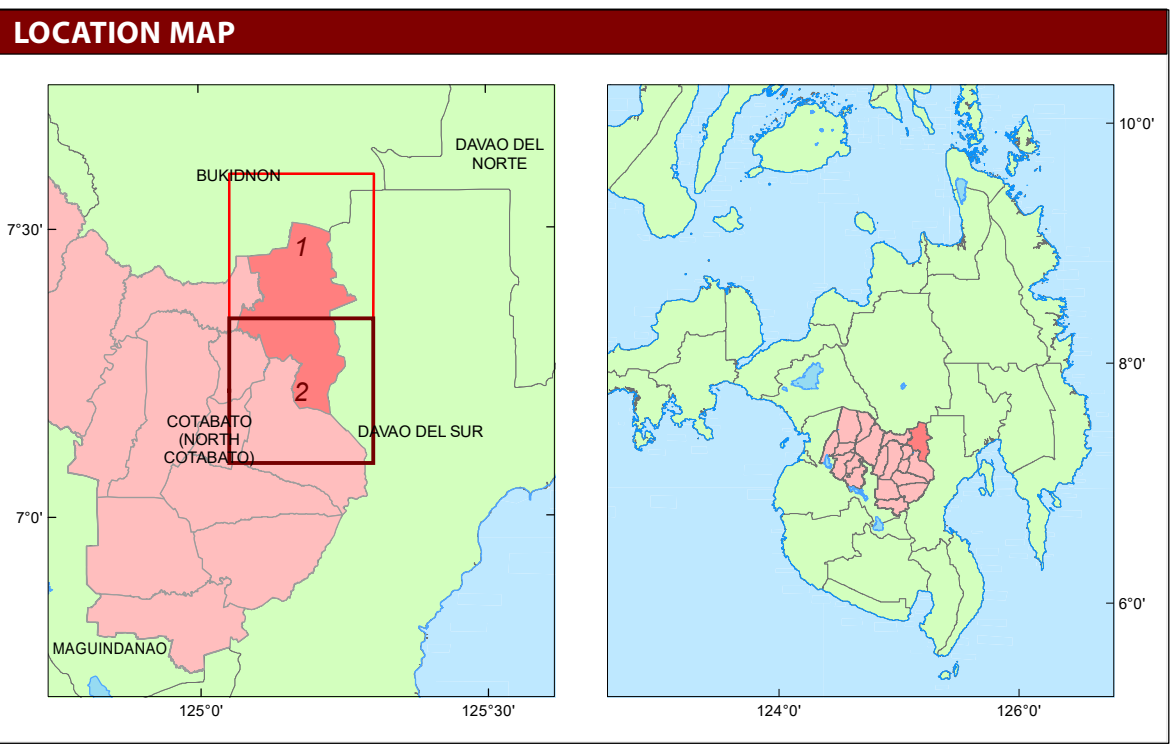 LOCATION MAP
DAVAO DEL
NORTE
BUKIDNON
7°30'
1
2
COTABATO
(NORTH
COTABATO)
DAVAO DEL SUR
7°0'
MAGUINDANAO
125°0'
125°30'
10°0'
8°0'
6°0'
124°0'
126°0'